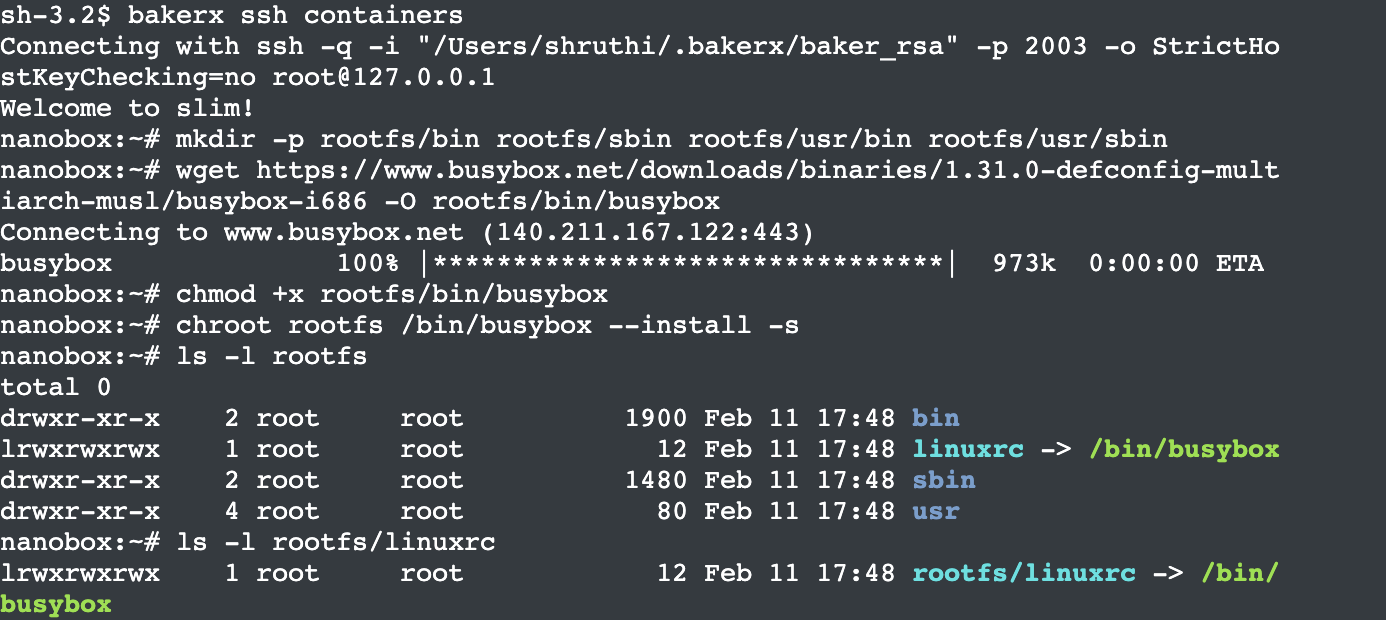 sh-3.2$ bakerx ssh containers
Connecting with ssh -q -i "/Users/shruthi/.bakerx/baker_rsa" -p 2003 -o StrictHo
stKeyChecking=no root@127.0.0.1
Welcome to slim!
nanobox:~# mkdir -p rootfs/bin rootfs/sbin rootfs/usr/bin rootfs/usr/sbin
nanobox:~# wget https://www.busybox.net/downloads/binaries/1.31.0-defconfig-mult
iarch-musl/busybox-i686 -O rootfs/bin/busybox
Connecting to www.busybox.net (140.211.167.122:443)
busybox              100% |********************************|  973k  0:00:00 ETA
nanobox:~# chmod +x rootfs/bin/busybox
nanobox:~# chroot rootfs /bin/busybox --install -s
nanobox:~# ls -l rootfs
total 0
drwxr-xr-x    2 root     root          1900 Feb 11 17:48 bin
lrwxrwxrwx    1 root     root            12 Feb 11 17:48 linuxrc -> /bin/busybox
drwxr-xr-x    2 root     root          1480 Feb 11 17:48 sbin
drwxr-xr-x    4 root     root            80 Feb 11 17:48 usr
nanobox:~# ls -l rootfs/linuxrc
lrwxrwxrwx    1 root     root            12 Feb 11 17:48 rootfs/linuxrc -> /bin/
busybox